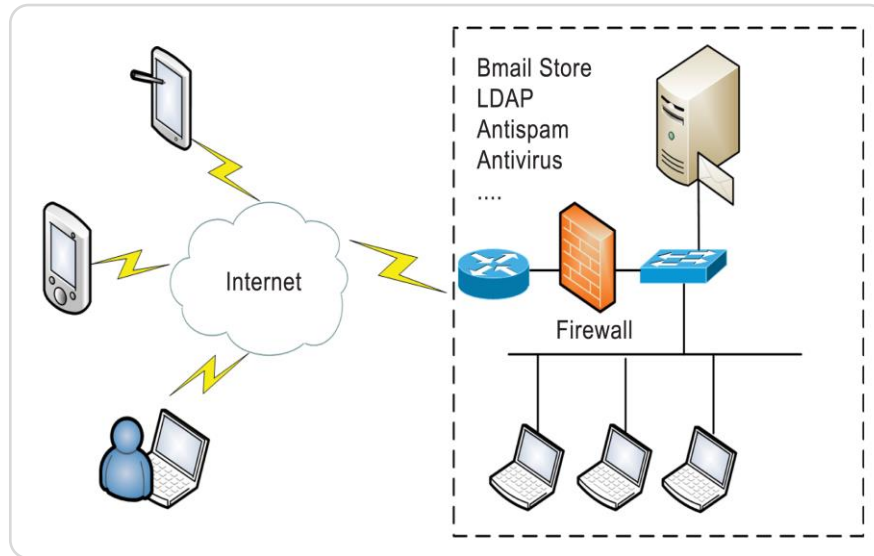 Bmail Store
LDAP
Antispam
Antivirus
....
Internet
Firewall